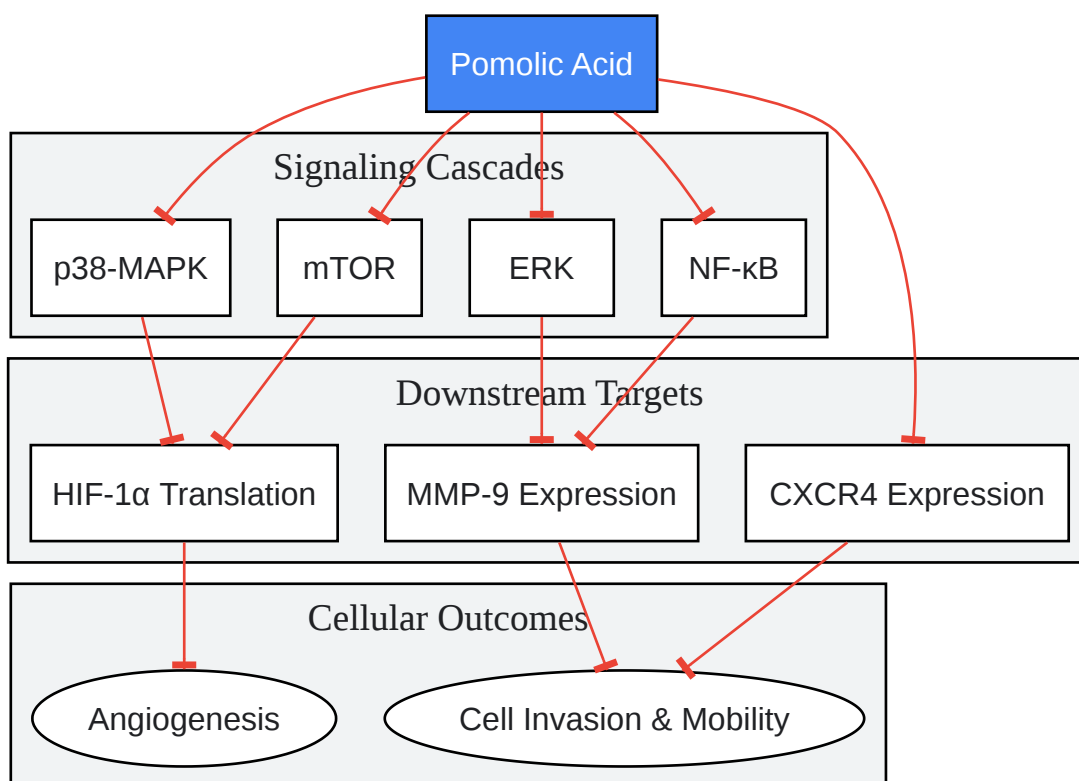 Pomolic Acid
Signaling Cascades
p38-MAPK
mTOR
ERK
NF-κB
Downstream Targets
HIF-1α Translation
MMP-9 Expression
CXCR4 Expression
Cellular Outcomes
Angiogenesis
Cell Invasion & Mobility